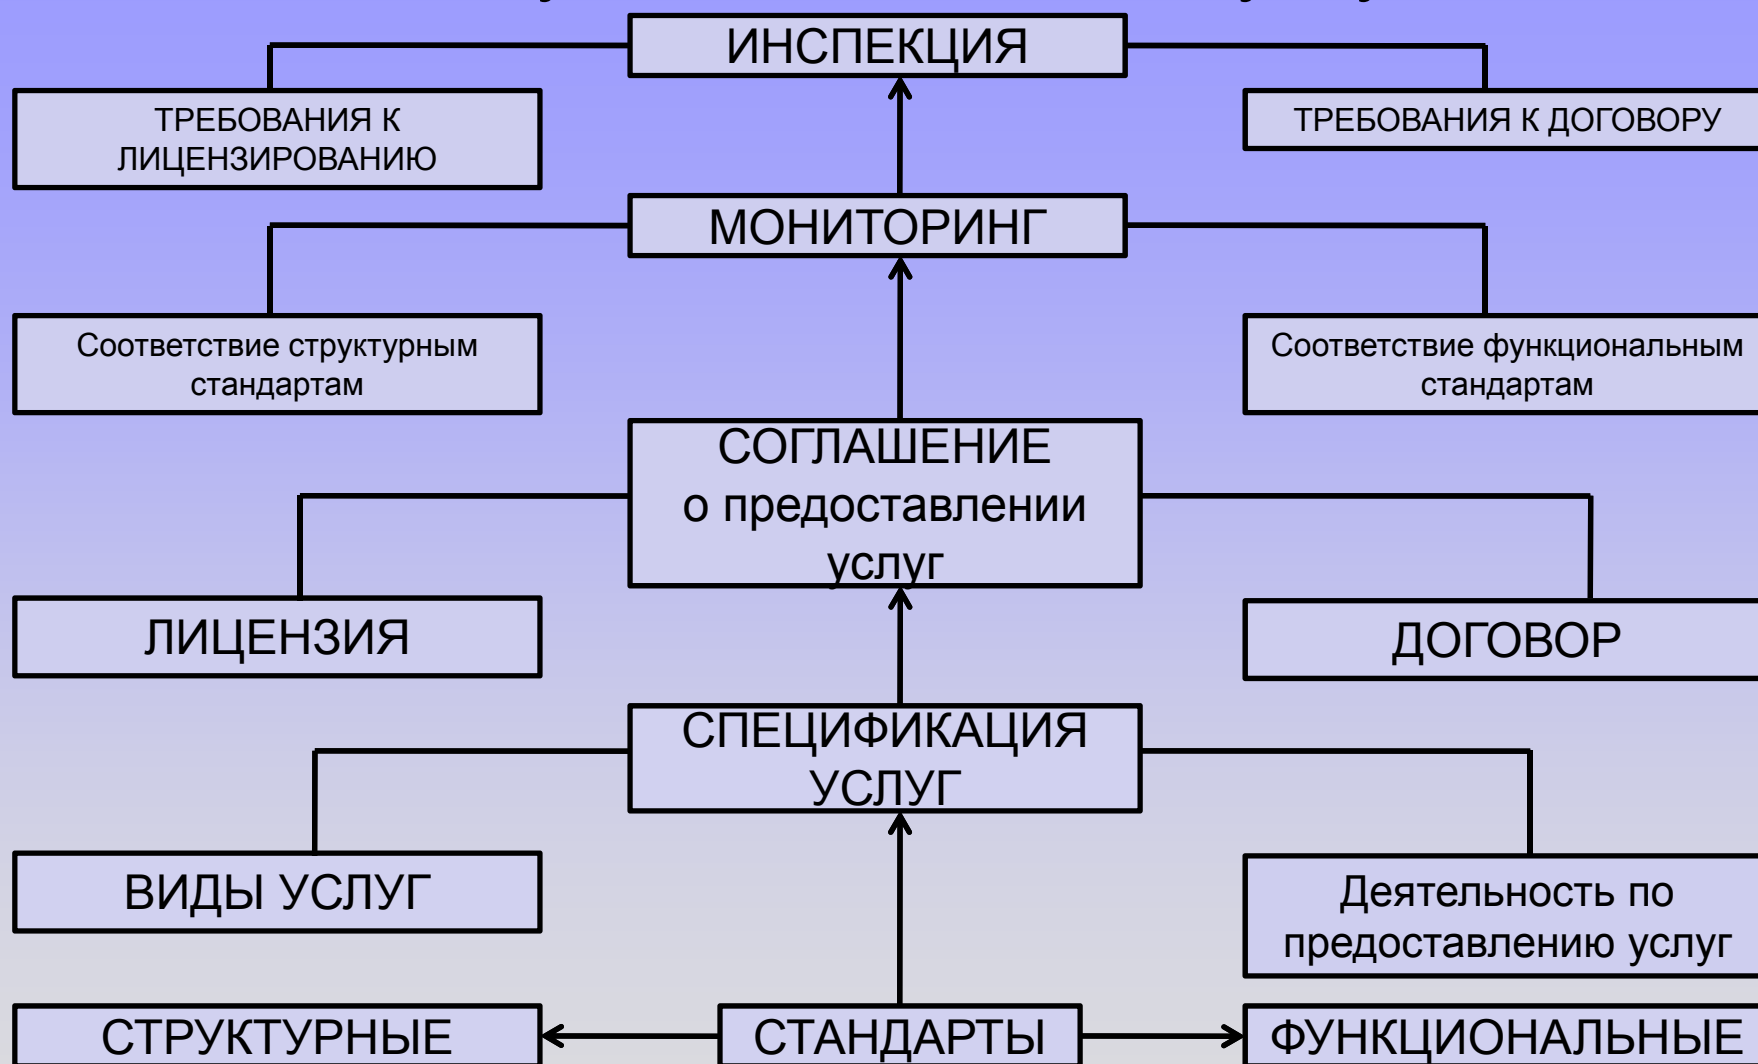 ИНСПЕКЦИЯ
ТРЕБОВАНИЯ К
ЛИЦЕНЗИРОВАНИЮ
ТРЕБОВАНИЯ К ДОГОВОРУ
МОНИТОРИНГ
Соответствие структурным
стандартам
Соответствие функциональным
стандартам
СОГЛАШЕНИЕ
о предоставлении
услуг
ЛИЦЕНЗИЯ
ДОГОВОР
СПЕЦИФИКАЦИЯ
УСЛУГ
ВИДЫ УСЛУГ
Деятельность по
предоставлению услуг
СТРУКТУРНЫЕ
СТАНДАРТЫ
ФУНКЦИОНАЛЬНЫЕ